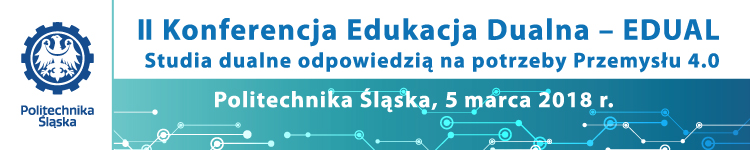 II Konferencja Edukacja Dualna – EDUAL
Studia dualne odpowiedzią na potrzeby Przemysłu 4.0
Politechnika Śląska, 5 marca 2018 r.
Politechnika
Śląska